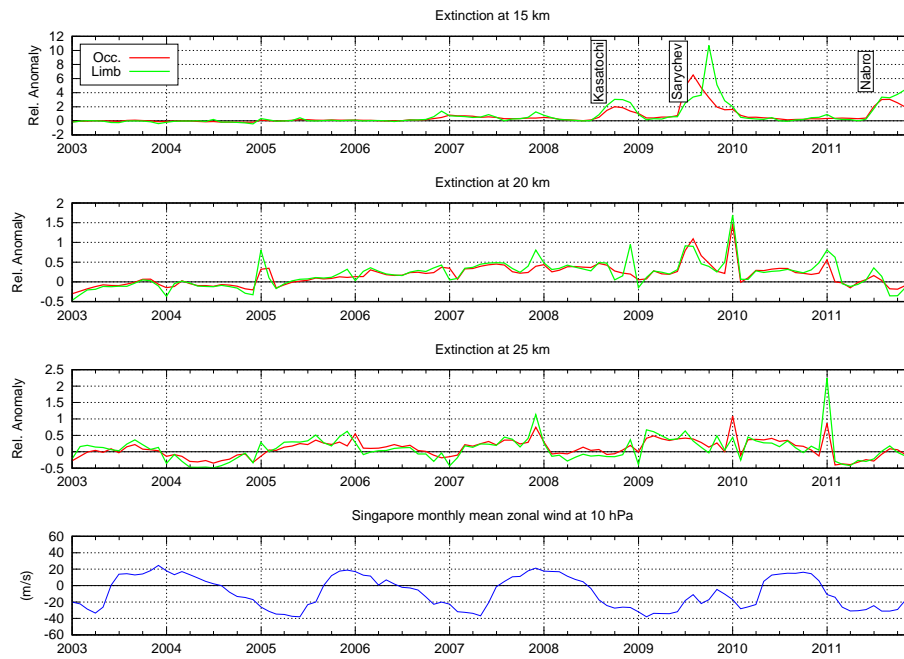 Extinction at 15 km
12
10
8
6
4
2
0
-2
Rel. Anomaly
Occ.
Limb
Kasatochi
Sarychev
Nabro
2003 2004 2005 2006 2007 2008 2009 2010 2011
Extinction at 20 km
2
1.5
1
0.5
0
-0.5
Rel. Anomaly
2003 2004 2005 2006 2007 2008 2009 2010 2011
Extinction at 25 km
2.5
2
1.5
1
0.5
0
-0.5
Rel. Anomaly
2003 2004 2005 2006 2007 2008 2009 2010 2011
Singapore monthly mean zonal wind at 10 hPa
60
40
20
0
-20
-40
-60
(m/s)
2003 2004 2005 2006 2007 2008 2009 2010 2011